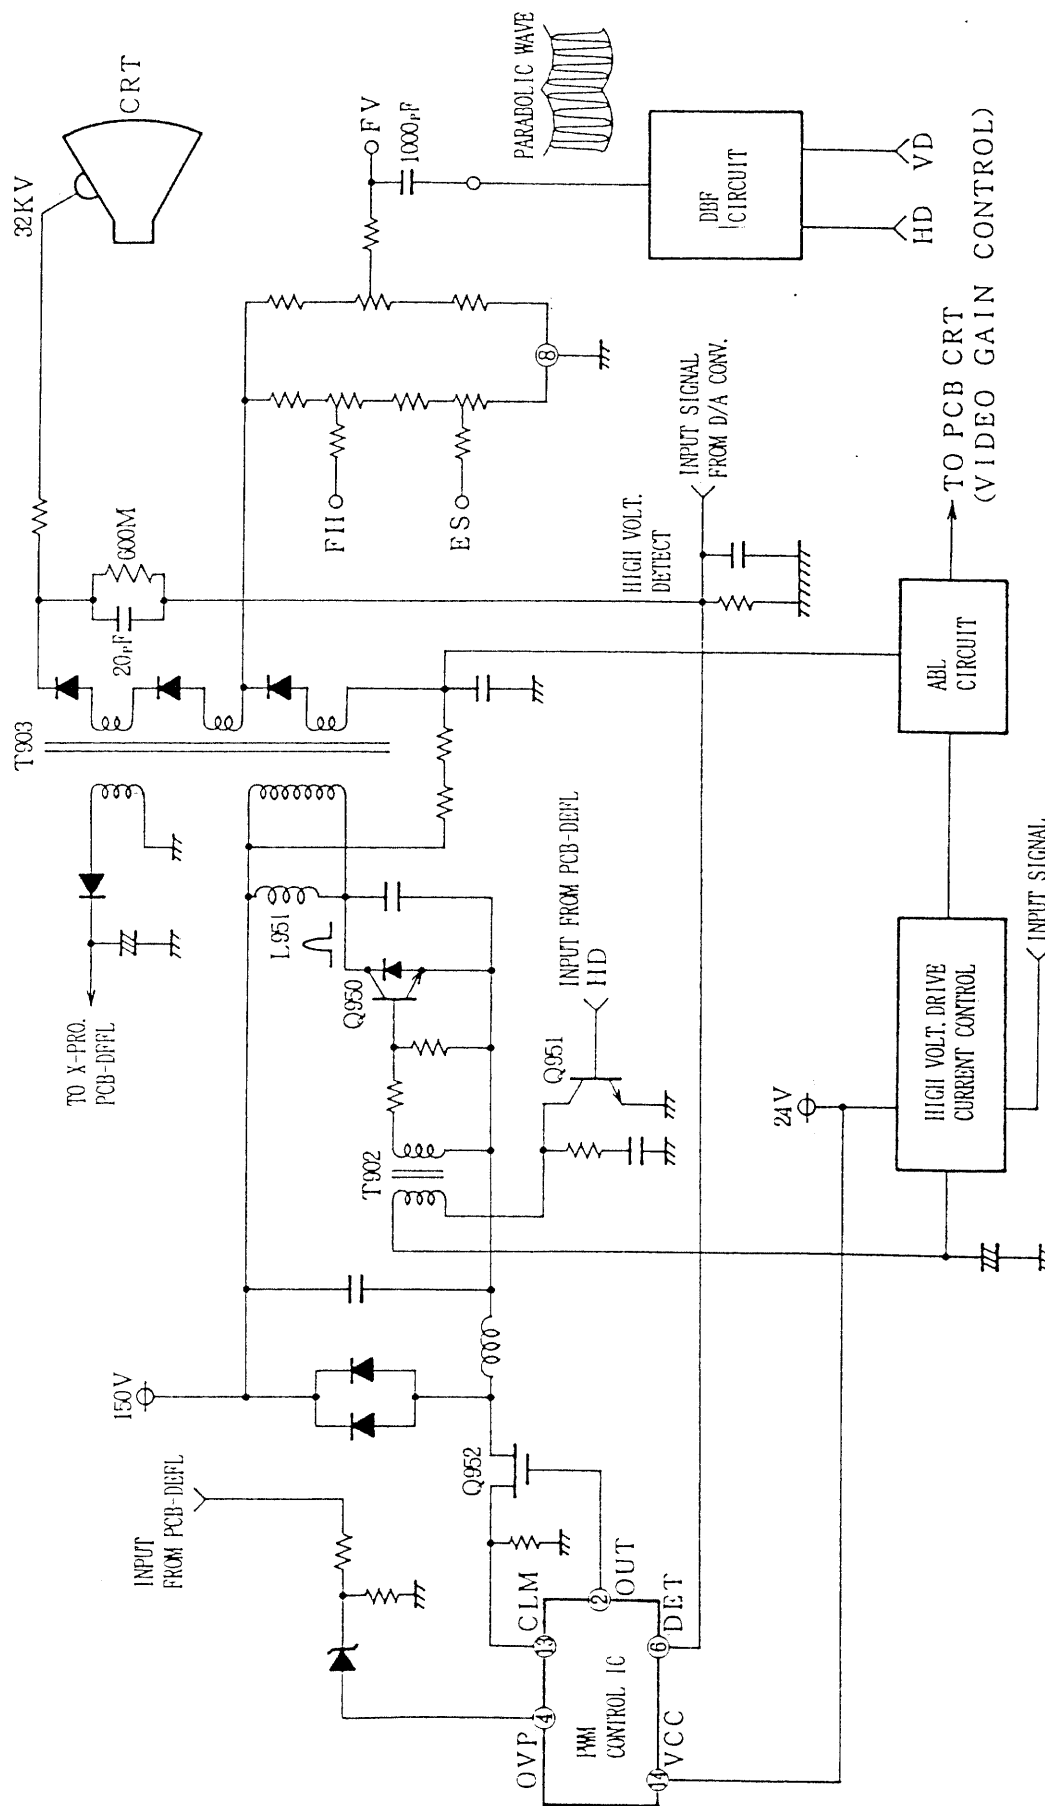 32KV
CRT
T903
20pF
600M
FV
1000pF
PARABOLIC WAVE
DBF
CIRCUIT
HD
VD
FH
ES
8
TO X-PRO.
PCB-DEFL
L951
Q950
HIGH VOLT.
DETECT
INPUT SIGNAL
FROM D/A CONV.
TO PCB CRT
(VIDEO GAIN CONTROL)
ABL
CIRCUIT
T902
Q951
INPUT FROM PCB-DEFL
HD
24V
HIGH VOLT. DRIVE
CURRENT CONTROL
INPUT SIGNAL
150V
INPUT
FROM PCB-DEFL
Q952
OVP
4
CLM
13
2
OUT
6
DET
14
VCC
PWM
CONTROL IC